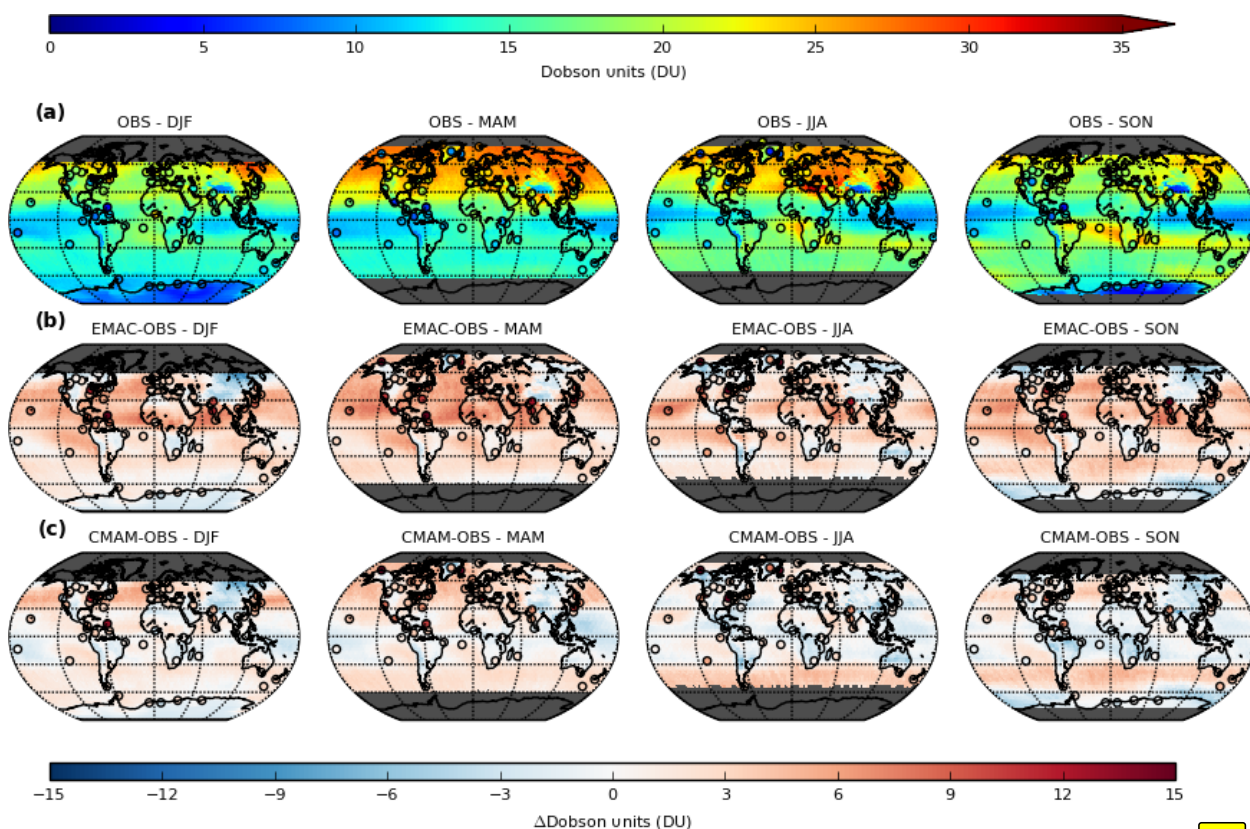 0 5 10 15 20 25 30 35
Dobson units (DU)
(a)
OBS - DJF OBS - MAM OBS - JJA OBS - SON
(b)
EMAC-OBS - DJF EMAC-OBS - MAM EMAC-OBS - JJA EMAC-OBS - SON
(c)
CMAM-OBS - DJF CMAM-OBS - MAM CMAM-OBS - JJA CMAM-OBS - SON
−15 −12 −9 −6 −3 0 3 6 9 12 15
ΔDobson units (DU)